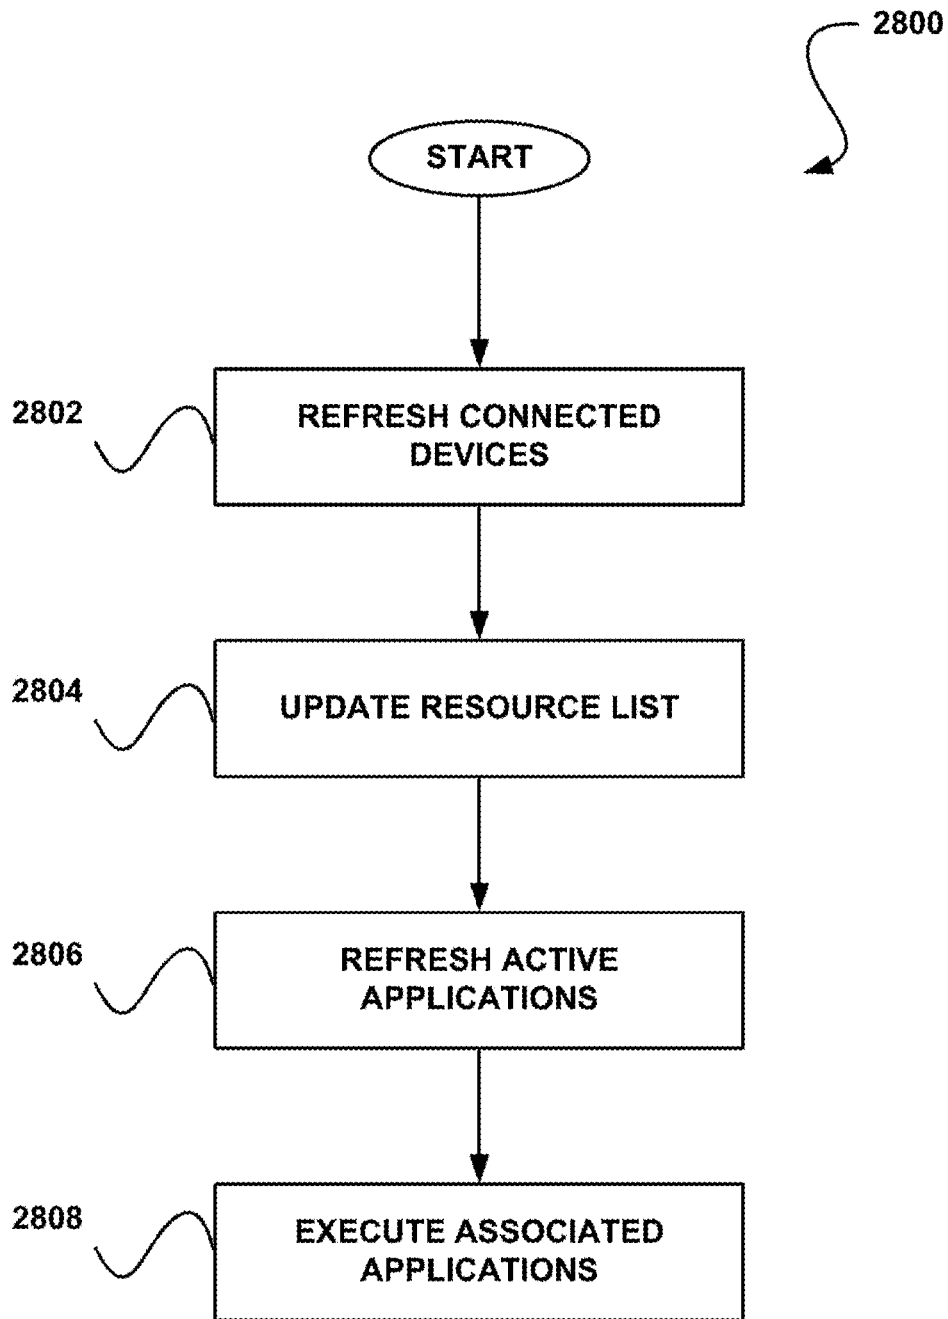 2800
START
2802
REFRESH CONNECTED
DEVICES
2804
UPDATE RESOURCE LIST
2806
REFRESH ACTIVE
APPLICATIONS
2808
EXECUTE ASSOCIATED
APPLICATIONS